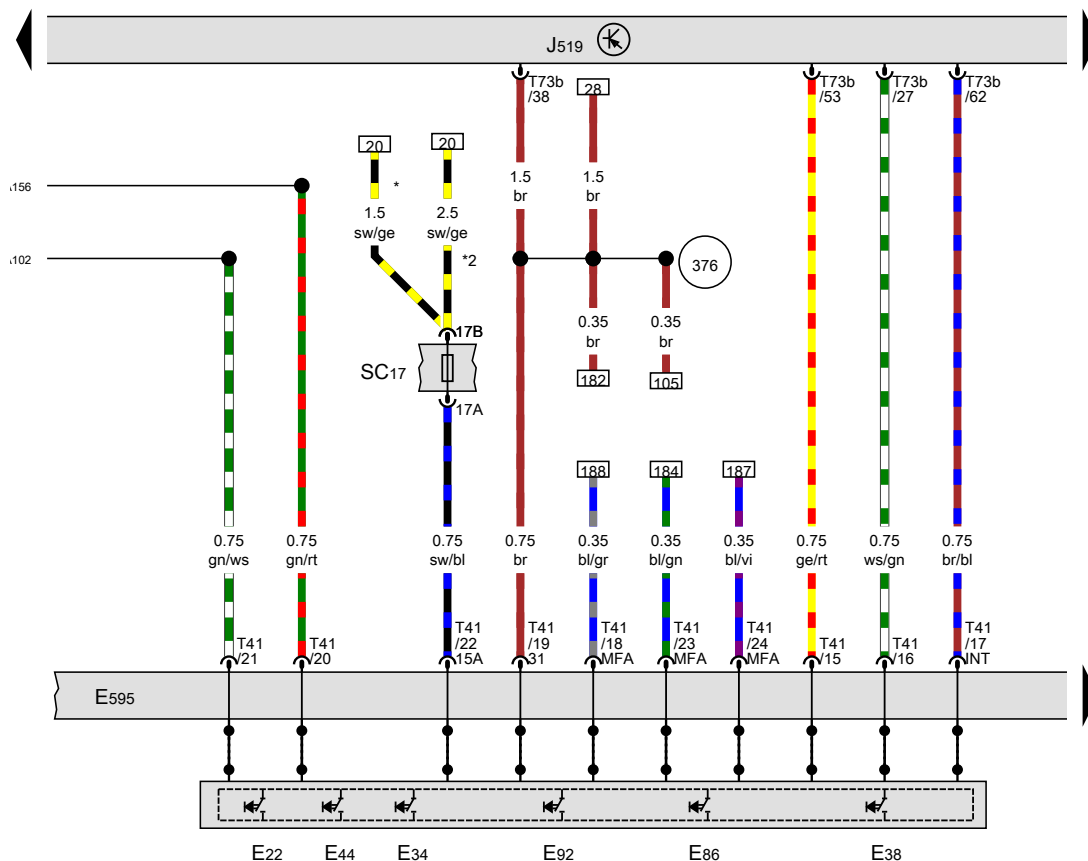 J519
T73b
/38
28
T73b
/53
T73b
/27
T73b
/62
20
20
*
1.5
sw/ge
2.5
sw/ge
*2
1.5
br
1.5
br
376
0.35
br
0.35
br
182
105
17B
SC17
17A
188
184
187
0.75
gn/ws
0.75
gn/rt
0.75
sw/bl
0.75
br
0.35
bl/gr
0.35
bl/gn
0.35
bl/vi
0.75
ge/rt
0.75
ws/gn
0.75
br/bl
T41
/21
T41
/20
T41
/22
15A
T41
/19
31
T41
/18
MFA
T41
/23
MFA
T41
/24
MFA
T41
/15
T41
/16
T41
/17
INT
E595
E22
E44
E34
E92
E86
E38